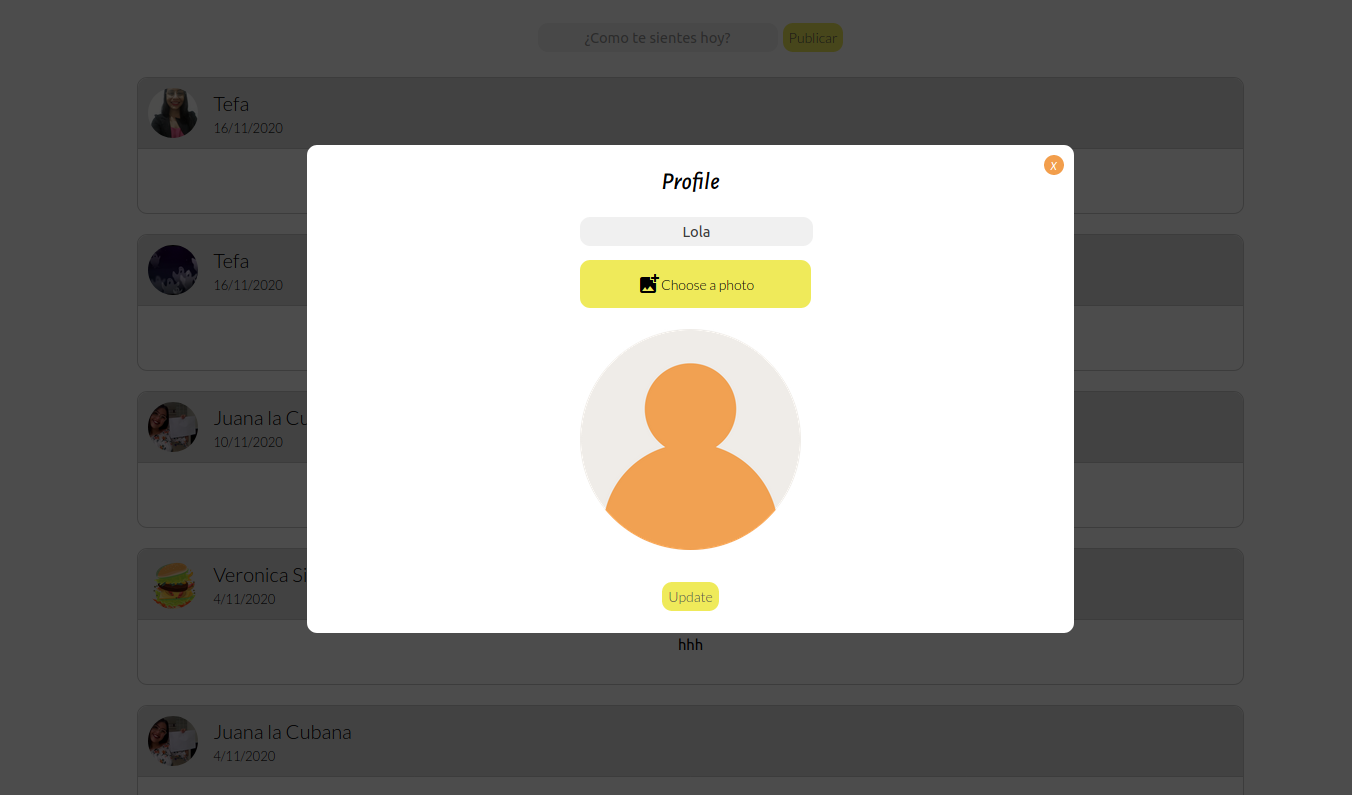 ¿Como te sientes hoy?
Publicar
Tefa
16/11/2020
Profile
x
Lola
Choose a photo
Update
Tefa
16/11/2020
Juana la Cu
10/11/2020
Veronica Si
4/11/2020
hhh
Juana la Cubana
4/11/2020